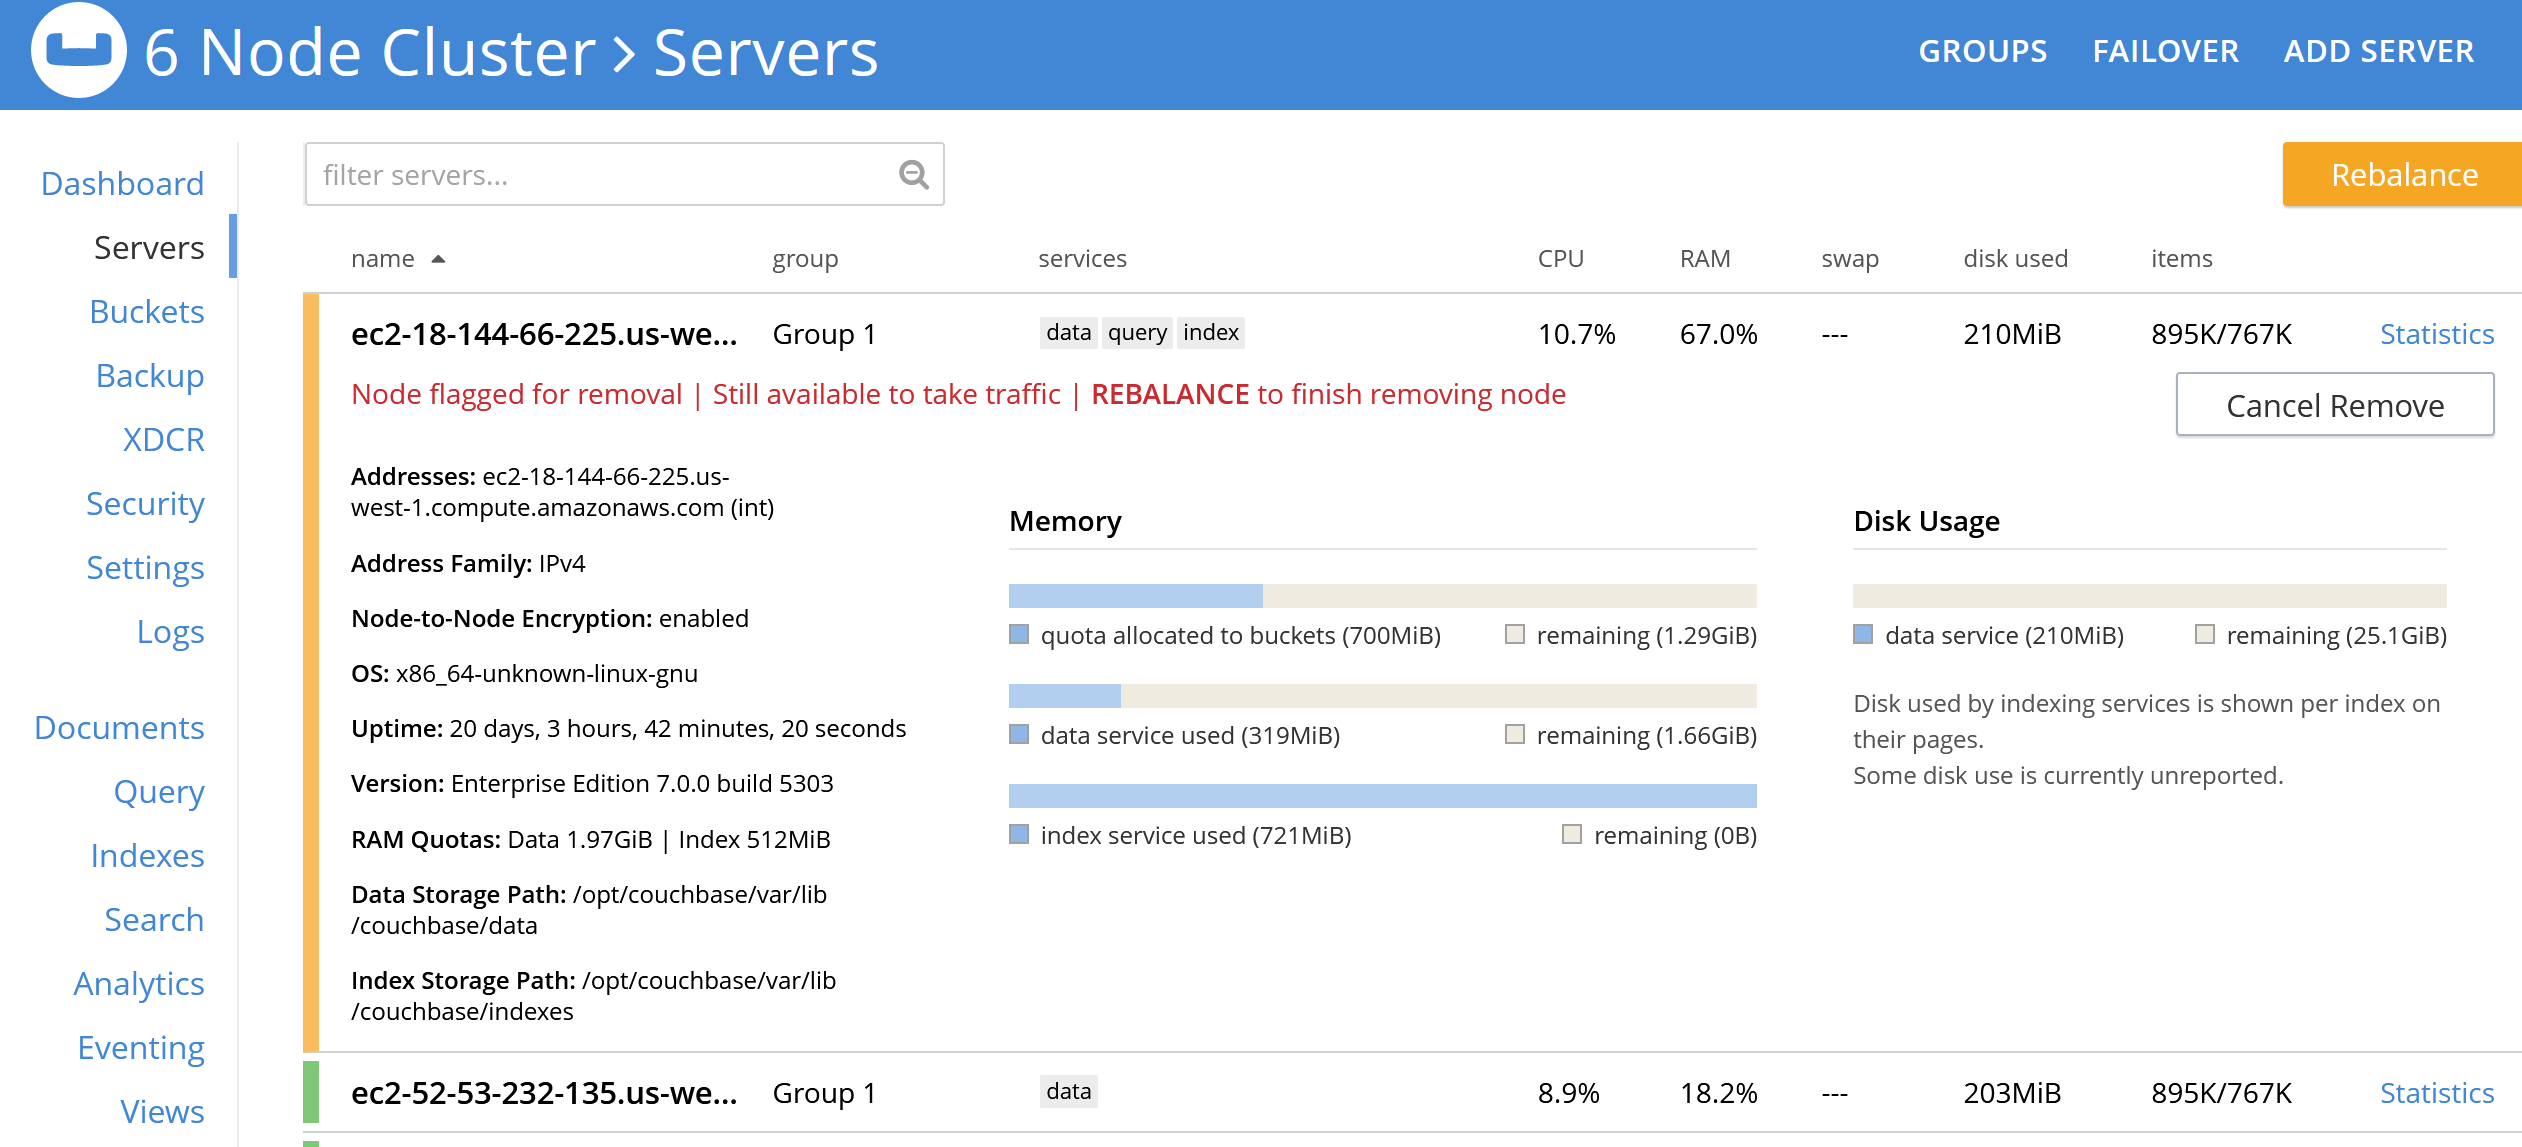 6 Node Cluster > Servers
GROUPS FAILOVER ADD SERVER
Dashboard
Servers
Buckets
Backup
XDCR
Security
Settings
Logs
Documents
Query
Indexes
Search
Analytics
Eventing
Views
filter servers...
Rebalance
name group services CPU RAM swap disk used items
ec2-18-144-66-225.us-we... Group 1 data query index 10.7% 67.0% --- 210MiB 895K/767K Statistics
Node flagged for removal | Still available to take traffic | REBALANCE to finish removing node
Cancel Remove
Addresses: ec2-18-144-66-225.us-
west-1.compute.amazonaws.com (int)
Address Family: IPv4
Node-to-Node Encryption: enabled
OS: x86_64-unknown-linux-gnu
Uptime: 20 days, 3 hours, 42 minutes, 20 seconds
Version: Enterprise Edition 7.0.0 build 5303
RAM Quotas: Data 1.97GiB | Index 512MiB
Data Storage Path: /opt/couchbase/var/lib
/couchbase/data
Index Storage Path: /opt/couchbase/var/lib
/couchbase/indexes
Memory
quota allocated to buckets (700MiB) remaining (1.29GiB)
data service used (319MiB) remaining (1.66GiB)
index service used (721MiB) remaining (0B)
Disk Usage
data service (210MiB) remaining (25.1GiB)
Disk used by indexing services is shown per index on
their pages.
Some disk use is currently unreported.
ec2-52-53-232-135.us-we... Group 1 data 8.9% 18.2% --- 203MiB 895K/767K Statistics